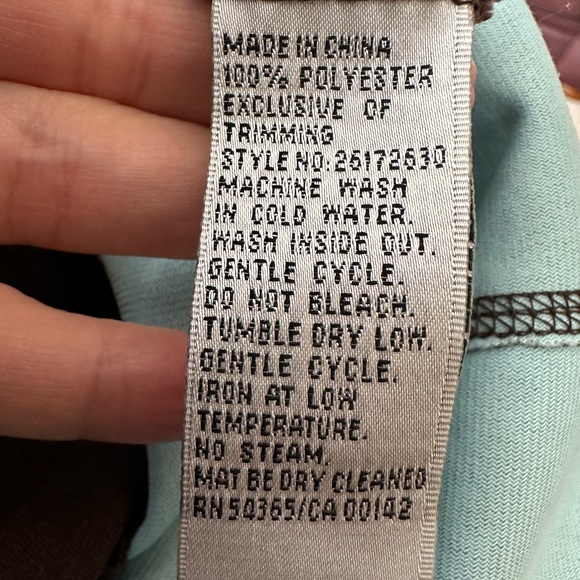 MADE IN CHINA
100% POLYESTER
EXCLUSIVE OF
TRIMMING
STYLE NO:26172630
MACHINE WASH
IN COLD WATER.
WASH INSIDE OUT.
GENTLE CYCLE.
DO NOT BLEACH.
TUMBLE DRY LOW.
GENTLE CYCLE.
IRON AT LOW
TEMPERATURE.
NO STEAM.
MAT BE DRY CLEANED
RN 54365/CA 00142